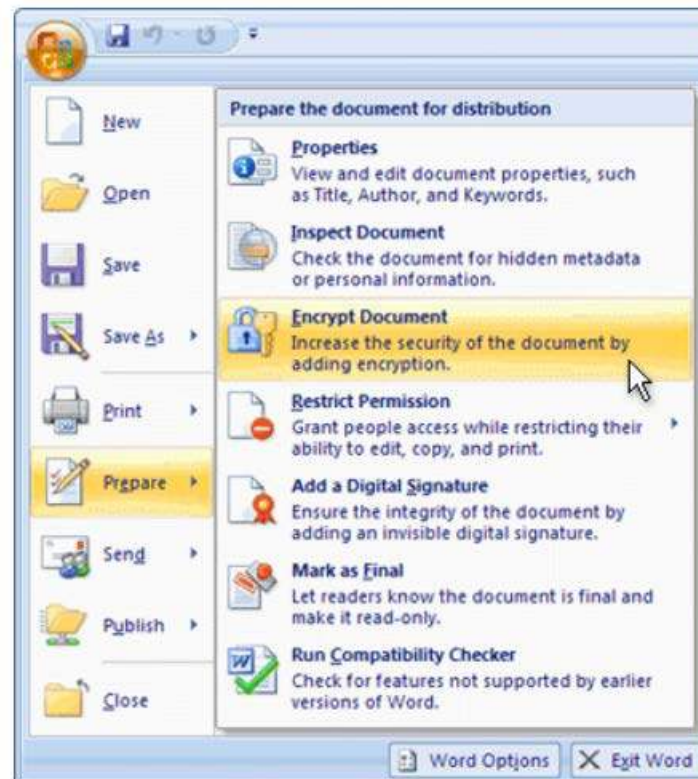 New
Open
Save
Save As
Print
Prepare
Send
Publish
Close
Prepare the document for distribution
Properties
View and edit document properties, such
as Title, Author, and Keywords.
Inspect Document
Check the document for hidden metadata
or personal information.
Encrypt Document
Increase the security of the document by
adding encryption.
Restrict Permission
Grant people access while restricting their
ability to edit, copy, and print.
Add a Digital Signature
Ensure the integrity of the document by
adding an invisible digital signature.
Mark as Final
Let readers know the document is final and
make it read-only.
Run Compatibility Checker
Check for features not supported by earlier
versions of Word.
Word Options
Exit Word